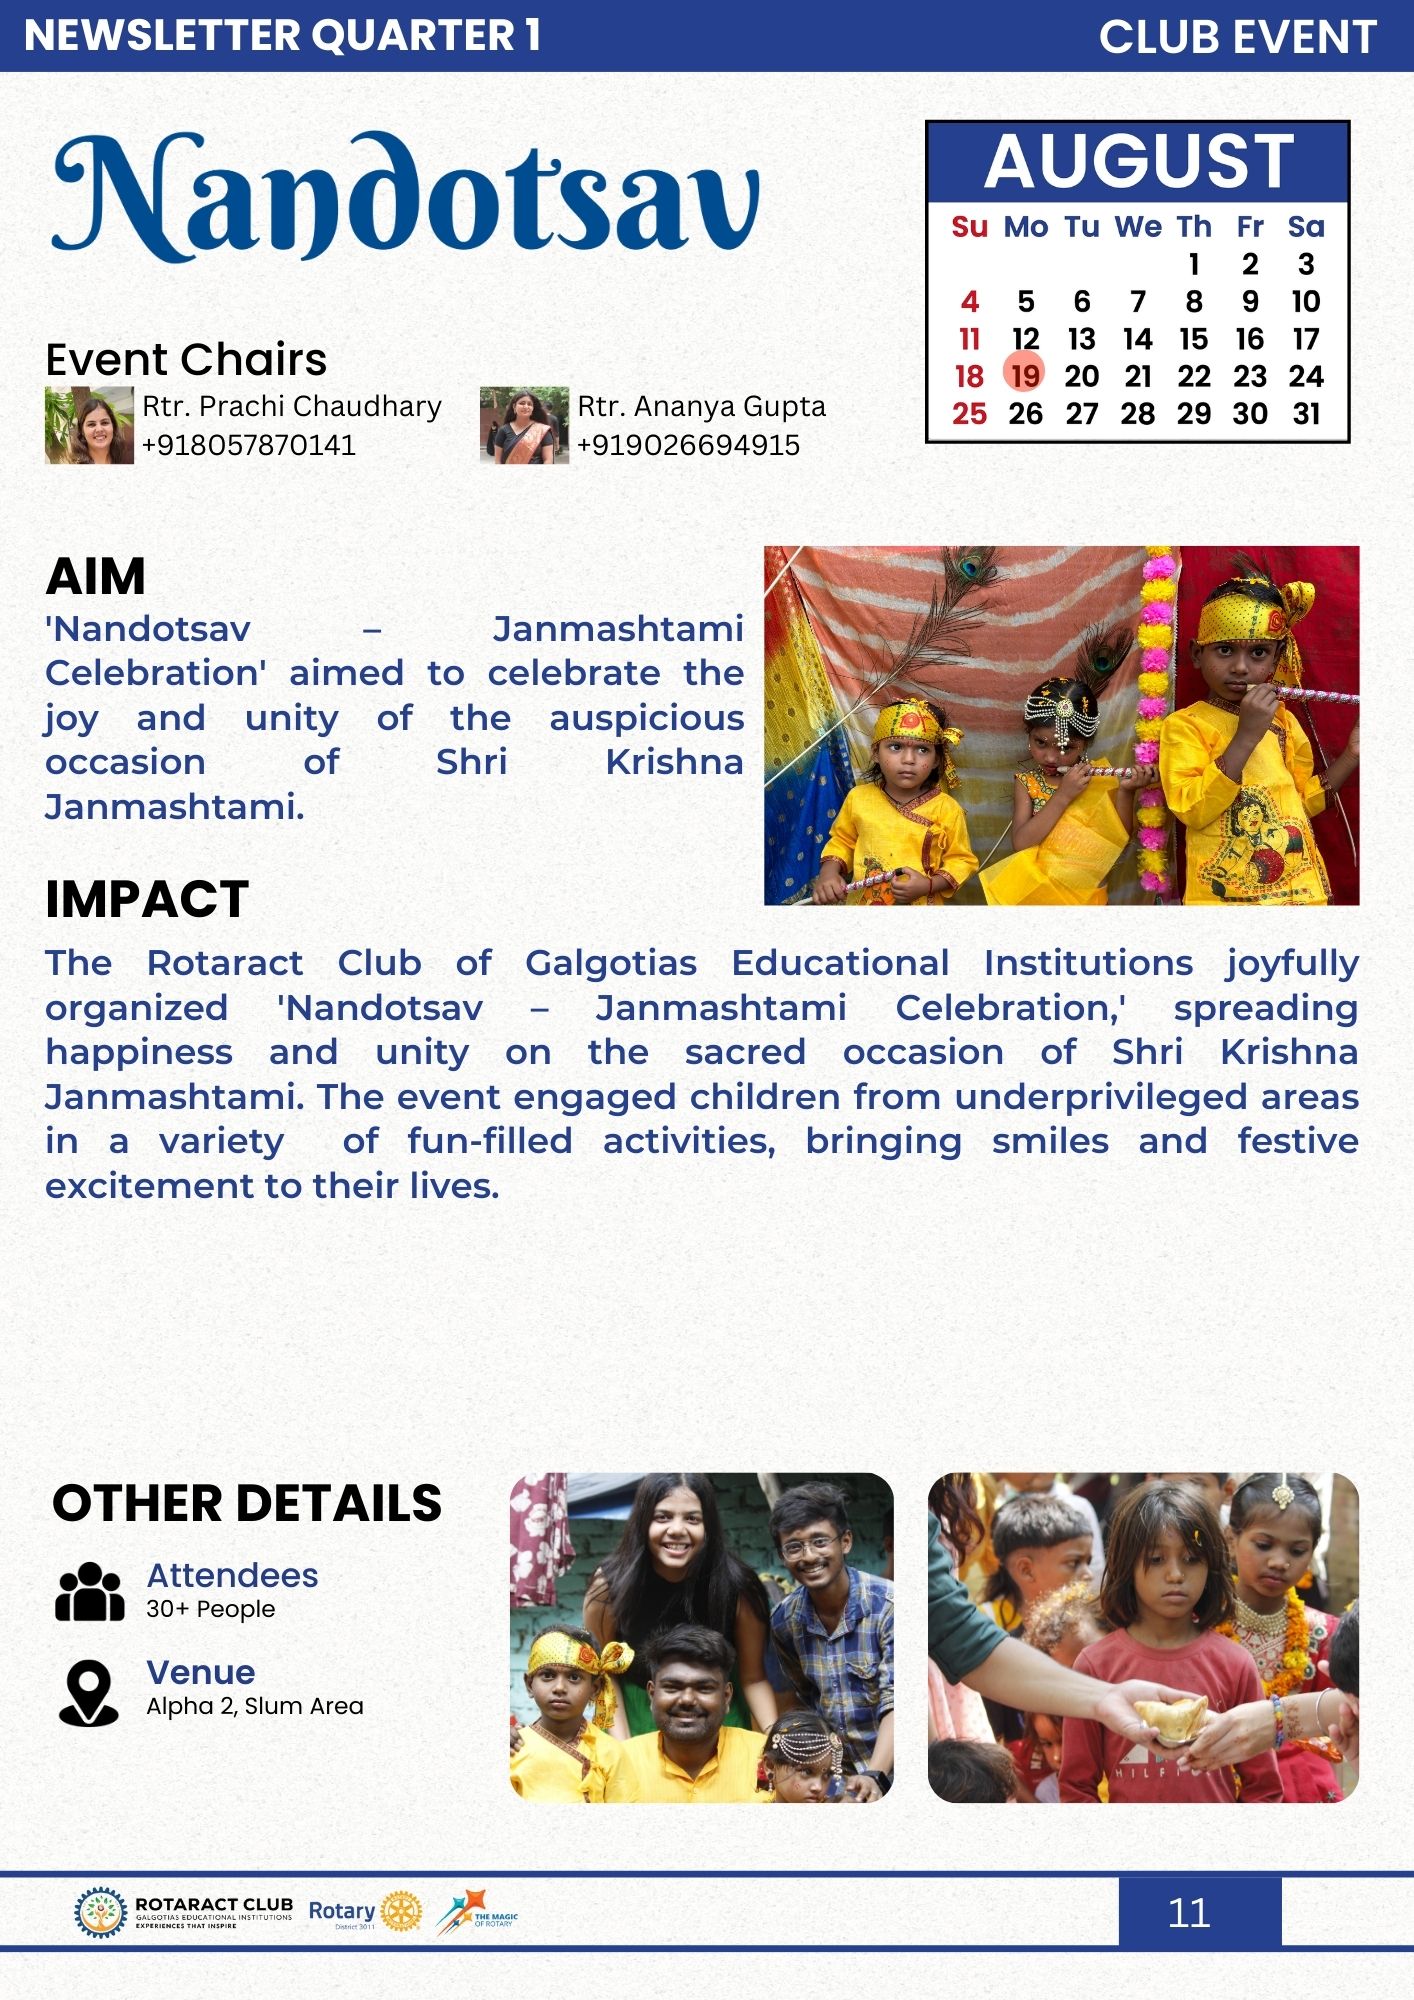 NEWSLETTER QUARTER 1
CLUB EVENT
Nandotsav
AUGUST
Su Mo Tu We Th Fr Sa
1 2 3
4 5 6 7 8 9 10
11 12 13 14 15 16 17
18 19 20 21 22 23 24
25 26 27 28 29 30 31
Event Chairs
Rtr. Prachi Chaudhary
+918057870141
Rtr. Ananya Gupta
+919026694915
AIM
'Nandotsav – Janmashtami
Celebration' aimed to celebrate the
joy and unity of the auspicious
occasion of Shri Krishna
Janmashtami.
IMPACT
The Rotaract Club of Galgotias Educational Institutions joyfully
organized 'Nandotsav – Janmashtami Celebration,' spreading
happiness and unity on the sacred occasion of Shri Krishna
Janmashtami. The event engaged children from underprivileged areas
in a variety of fun-filled activities, bringing smiles and festive
excitement to their lives.
OTHER DETAILS
Attendees
30+ People
Venue
Alpha 2, Slum Area
HILFI
ROTARACT CLUB
GALGOTIAS EDUCATIONAL INSTITUTIONS
EXPERIENCES THAT INSPIRE
Rotary
District 3011
THE MAGIC
OF ROTARY
11